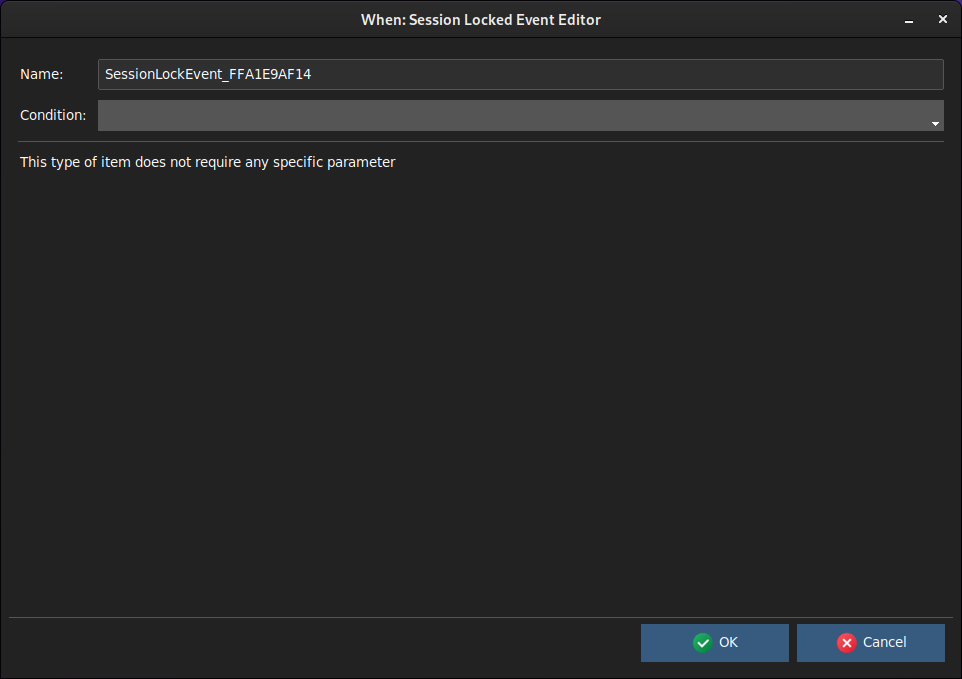 When: Session Locked Event Editor
Name:
SessionLockEvent_FFA1E9AF14
Condition:
This type of item does not require any specific parameter
OK
Cancel